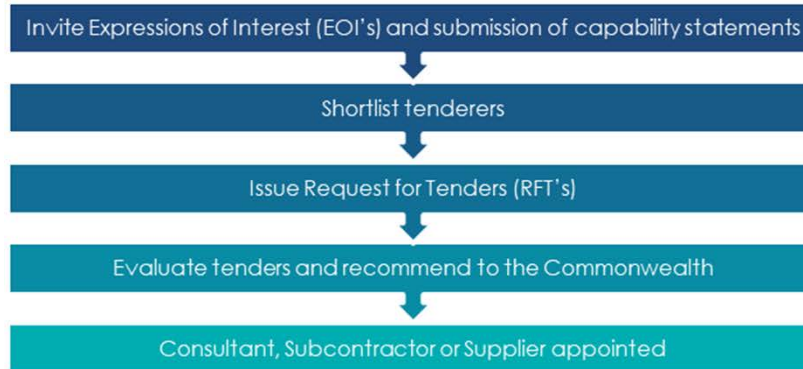 Invite Expressions of Interest (EOI's) and submission of capability statements
Shortlist tenderers
Issue Request for Tenders (RFT's)
Evaluate tenders and recommend to the Commonwealth
Consultant, Subcontractor or Supplier appointed